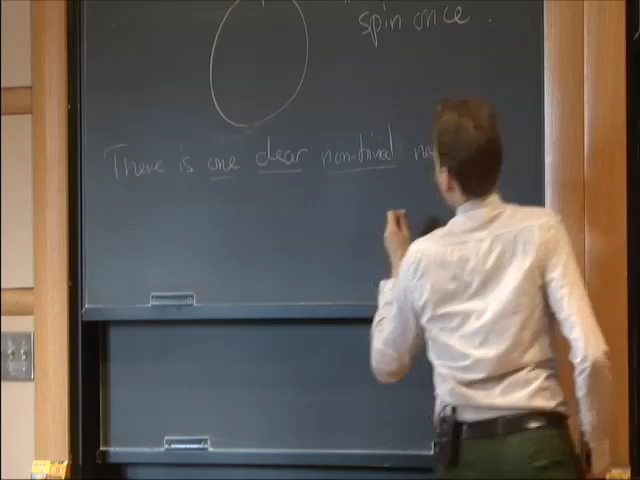 spin once.
There is one clear non-trivial